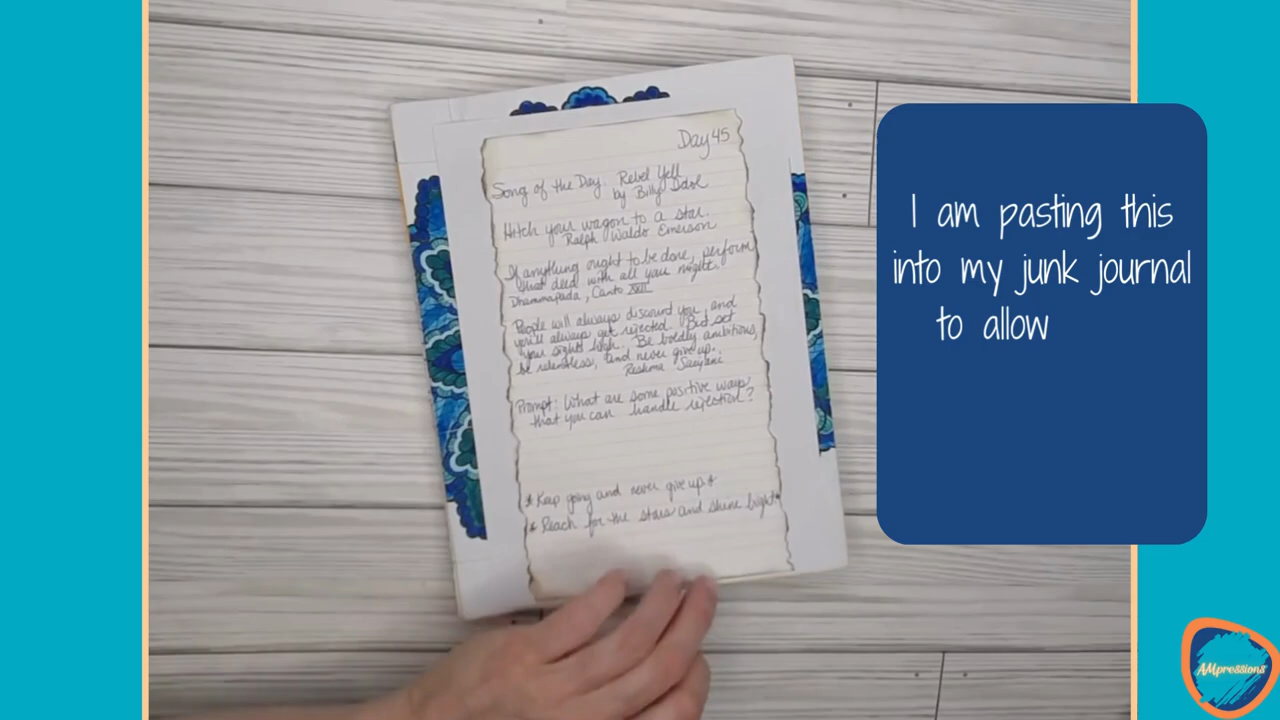 Day 45
Song of the Day: Rebel Yell
by Billy Idol
Hitch your wagon to a star.
Ralph Waldo Emerson
If anything ought to be done, perform
that deed with all your might.
Dhammapada, Canto XXII
People will always discount you, and
you'll always get rejected. But set
your sights high. Be boldly ambitious,
be relentless, and never give up.
Reshma Saujani
Prompt: What are some positive ways
that you can handle rejection?
* Keep going and never give up *
* Reach for the stars and shine bright *
I am pasting this
into my junk journal
to allow
AMpressions